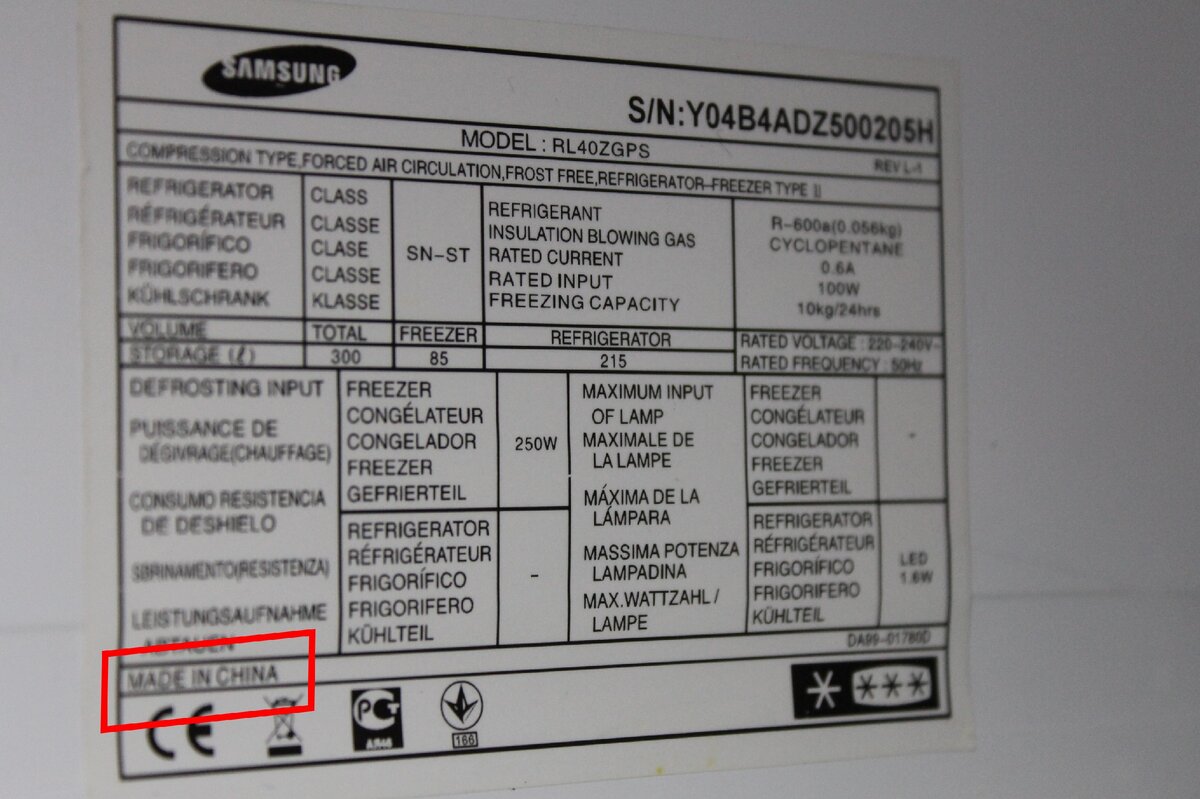 SAMSUNG
S/N:Y04B4ADZ500205H
MODEL : RL40ZGPS
REV L-1
COMPRESSION TYPE,FORCED AIR CIRCULATION,FROST FREE,REFRIGERATOR-FREEZER TYPE II
REFRIGERATOR
RÉFRIGÉRATEUR
FRIGORÍFICO
FRIGORIFERO
KÜHLSCHRANK
CLASS
CLASSE
CLASE
CLASSE
KLASSE
SN-ST
REFRIGERANT
INSULATION BLOWING GAS
RATED CURRENT
RATED INPUT
FREEZING CAPACITY
R-600a(0.056kg)
CYCLOPENTANE
0.6A
100W
10kg/24hrs
VOLUME TOTAL FREEZER REFRIGERATOR
STORAGE (ℓ) 300 85 215
RATED VOLTAGE : 220-240V~
RATED FREQUENCY : 50Hz
DEFROSTING INPUT
PUISSANCE DE
DÉGIVRAGE(CHAUFFAGE)
CONSUMO RESISTENCIA
DE DESHIELO
(RESISTENZA)
LEISTUNGSAUFNAHME
ABTAUEN
FREEZER
CONGÉLATEUR
CONGELADOR
FREEZER
GEFRIERTEIL
250W
REFRIGERATOR
RÉFRIGÉRATEUR
FRIGORÍFICO
FRIGORIFERO
KÜHLTEIL
-
MAXIMUM INPUT
OF LAMP
MAXIMALE DE
LA LAMPE
MÁXIMA DE LA
LÁMPARA
MASSIMA POTENZA
LAMPADINA
MAX.WATTZAHL /
LAMPE
FREEZER
CONGÉLATEUR
CONGELADOR
FREEZER
GEFRIERTEIL
-
REFRIGERATOR
RÉFRIGÉRATEUR
FRIGORÍFICO
FRIGORIFERO
KÜHLTEIL
LED
1.6W
DA99-01780D
MADE IN CHINA
CE
РСТ
АЯ46
166